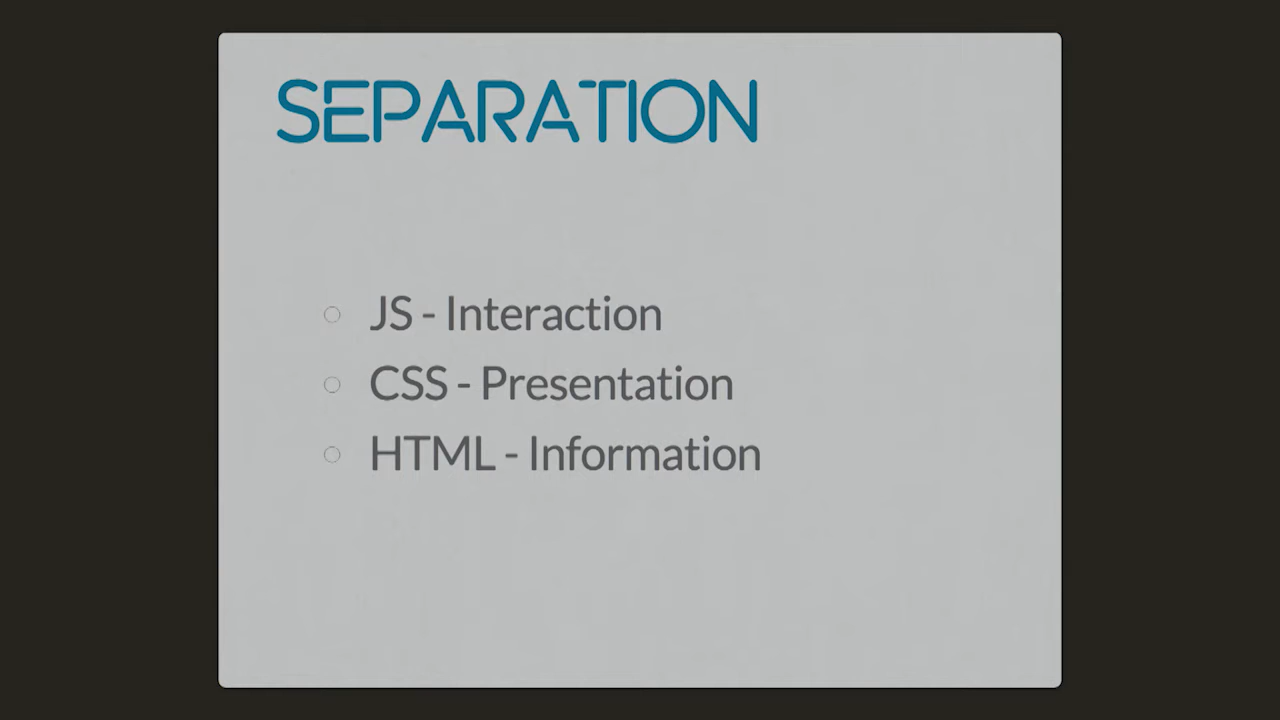 SEPARATION
JS - Interaction
CSS - Presentation
HTML - Information